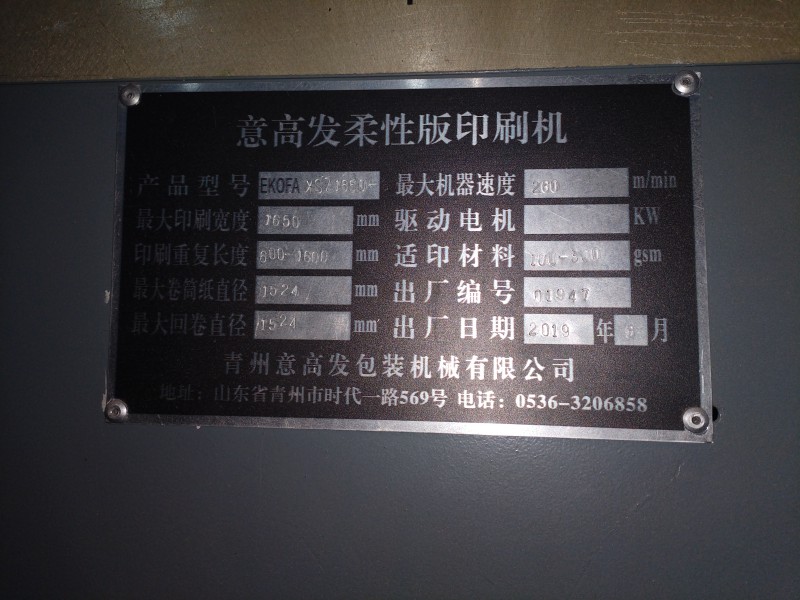 意高发柔性版印刷机
产品型号 EKOFA 最大机器速度 200 m/min
最大印刷宽度 1650 mm 驱动电机 KW
印刷重复长度 600-1600 mm 适印材料 gsm
最大卷筒纸直径 1524 mm 出厂编号 01947
最大回卷直径 1524 mm 出厂日期 2019 年 月
青州意高发包装机械有限公司
地址：山东省青州市时代一路569号 电话：0536-3206858